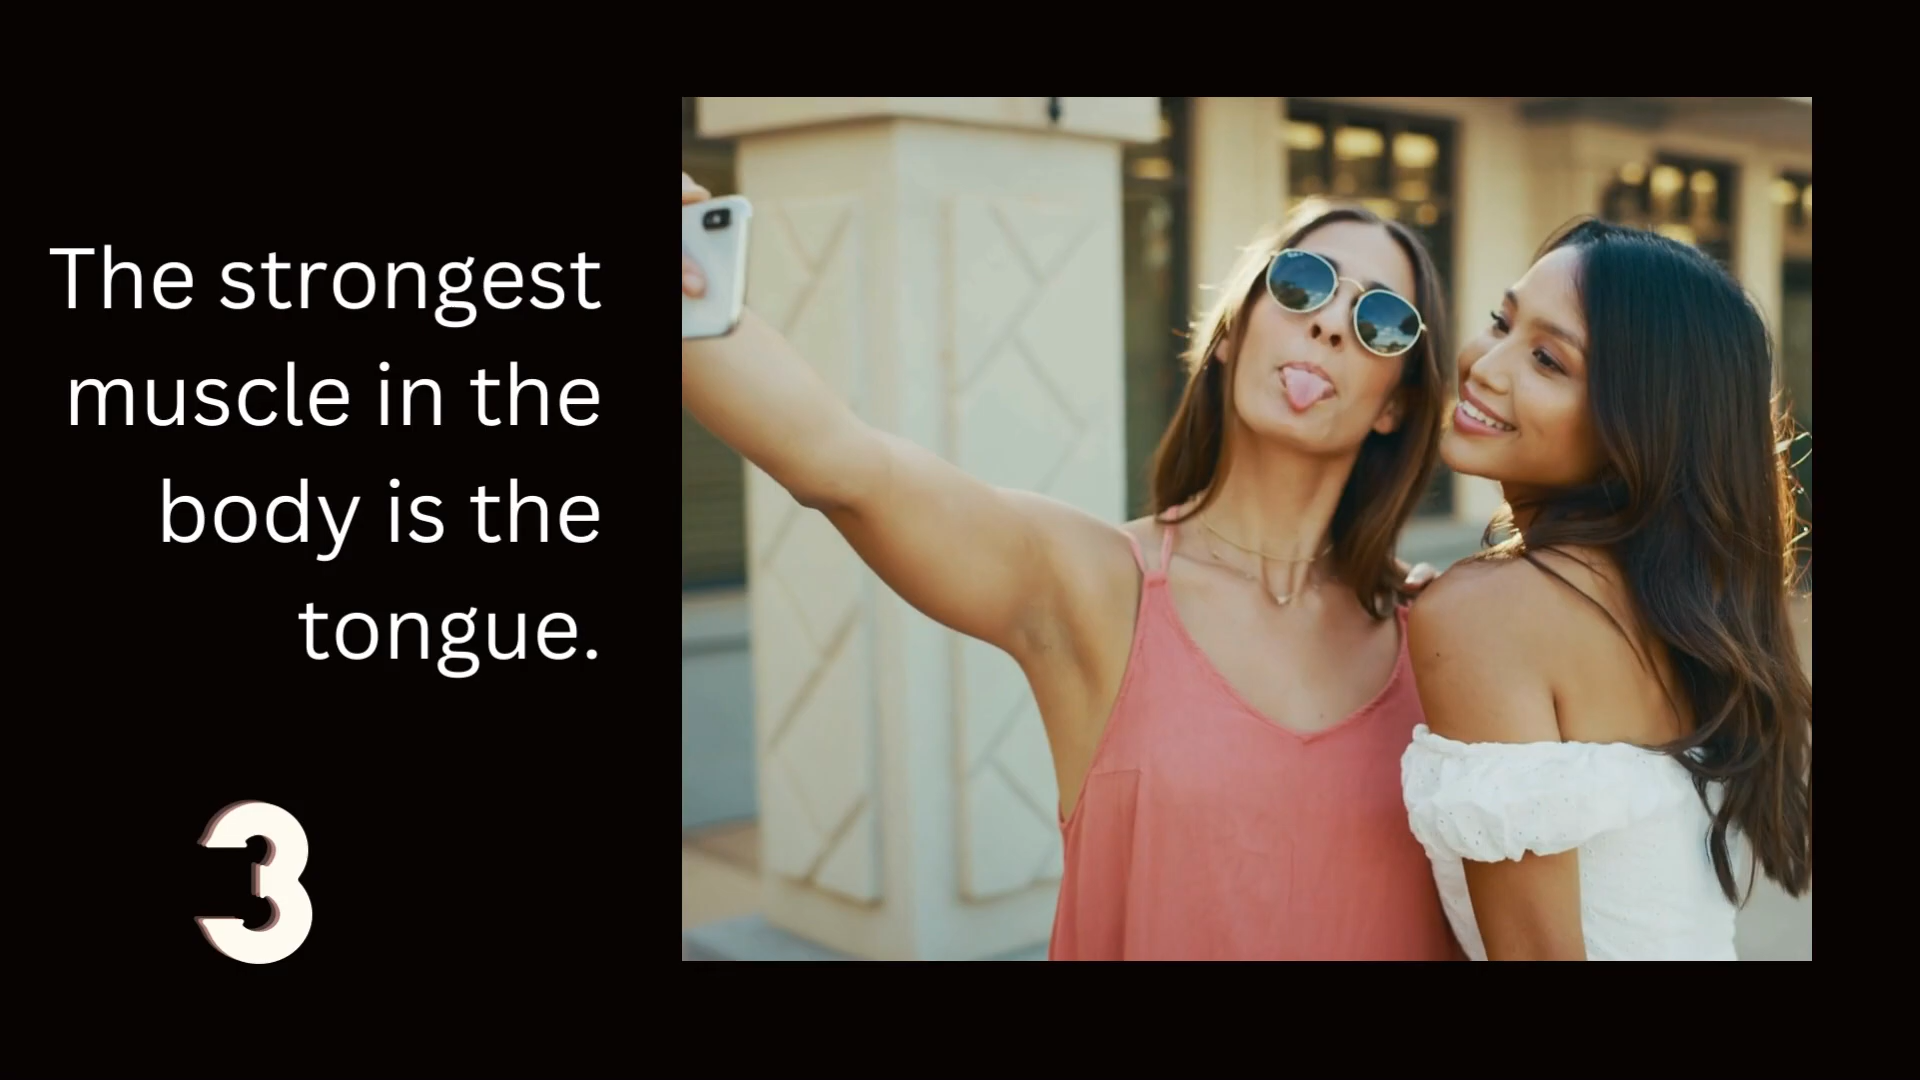 The strongest
muscle in the
body is the
tongue.
3